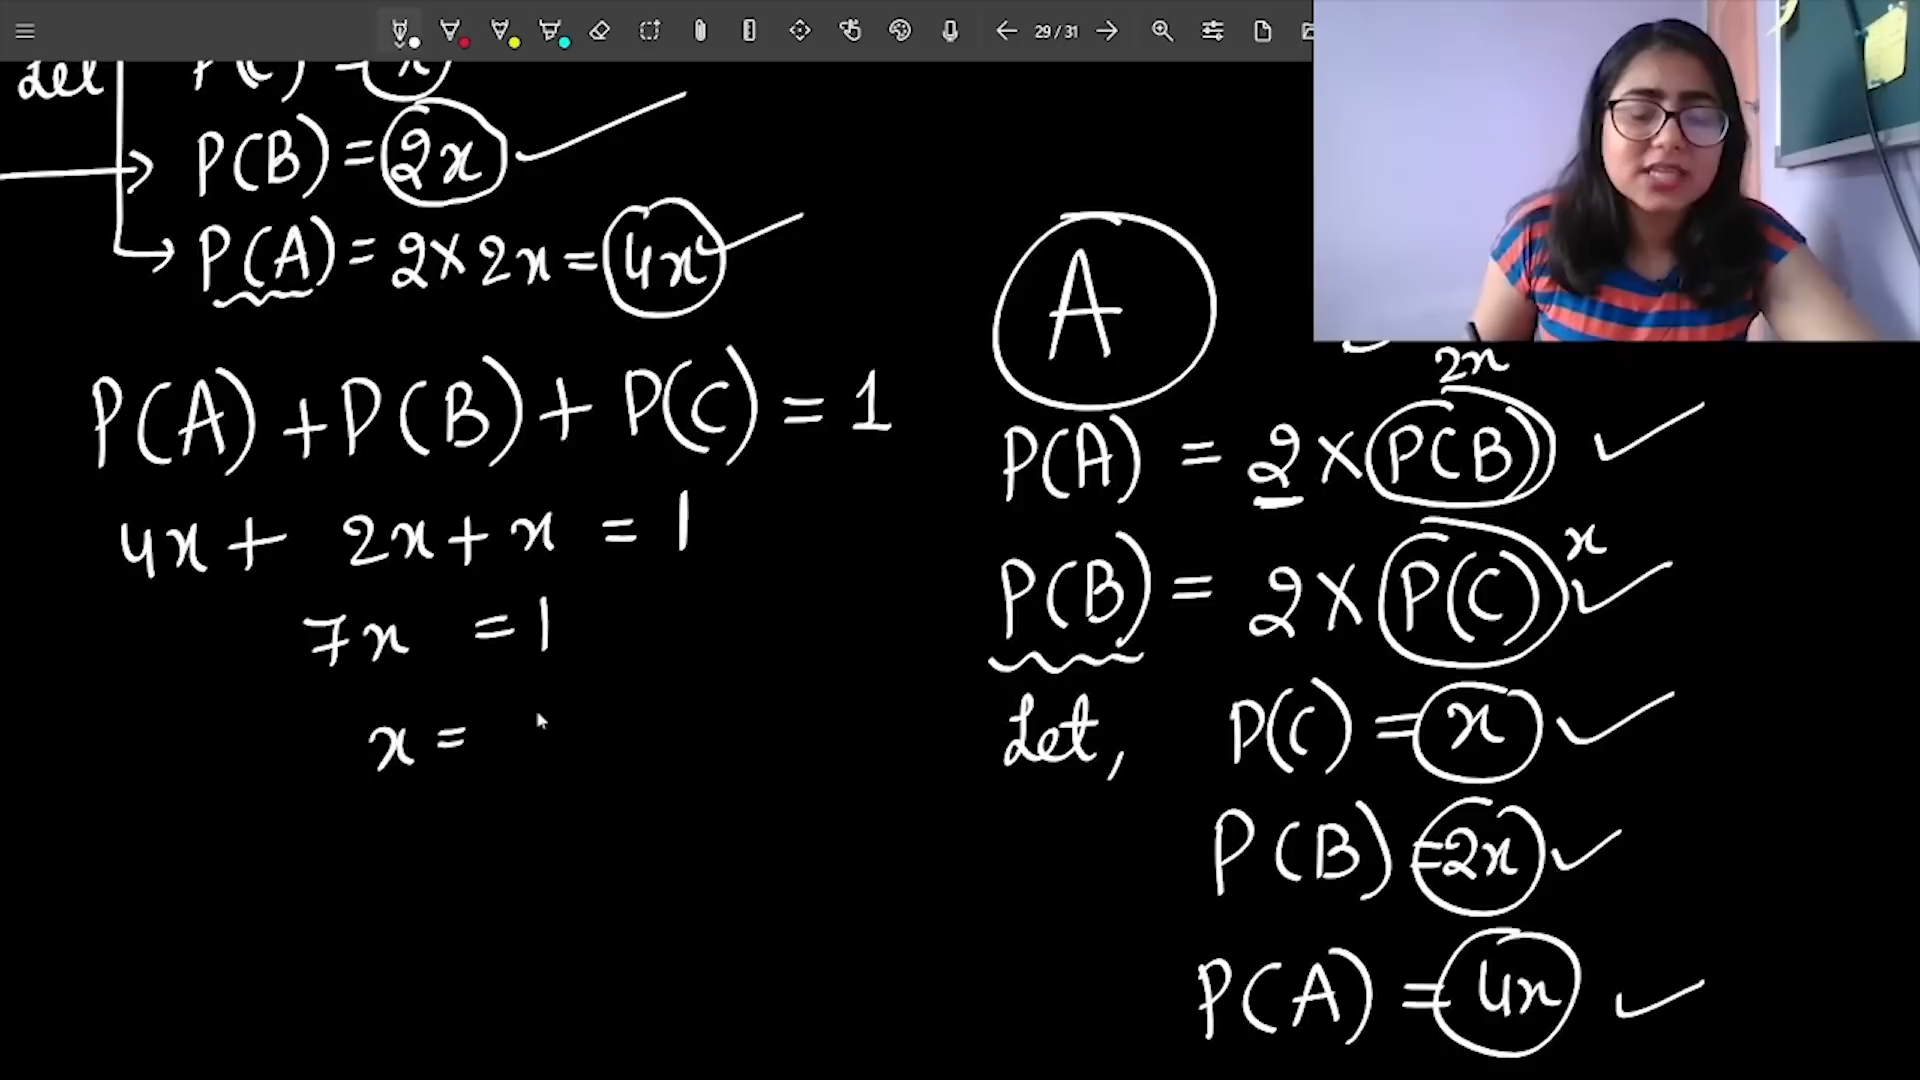 29 / 31
Let P(C) = x
P(B) = 2x
P(A) = 2 × 2x = 4x
P(A) + P(B) + P(C) = 1
4x + 2x + x = 1
7x = 1
x =
A
2x
P(A) = 2 × P(B)
P(B) = 2 × P(C) x
Let, P(C) = x
P(B) = 2x
P(A) = 4x